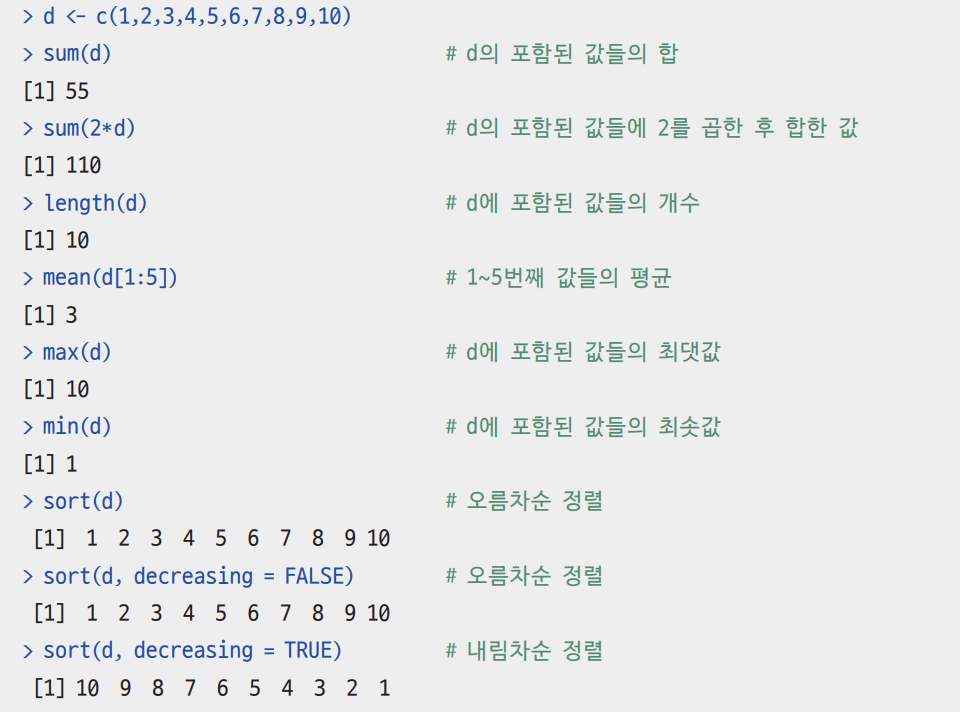 > d <- c(1,2,3,4,5,6,7,8,9,10)
> sum(d) # d의 포함된 값들의 합
[1] 55
> sum(2*d) # d의 포함된 값들에 2를 곱한 후 합한 값
[1] 110
> length(d) # d에 포함된 값들의 개수
[1] 10
> mean(d[1:5]) # 1~5번째 값들의 평균
[1] 3
> max(d) # d에 포함된 값들의 최댓값
[1] 10
> min(d) # d에 포함된 값들의 최솟값
[1] 1
> sort(d) # 오름차순 정렬
[1] 1 2 3 4 5 6 7 8 9 10
> sort(d, decreasing = FALSE) # 오름차순 정렬
[1] 1 2 3 4 5 6 7 8 9 10
> sort(d, decreasing = TRUE) # 내림차순 정렬
[1] 10 9 8 7 6 5 4 3 2 1